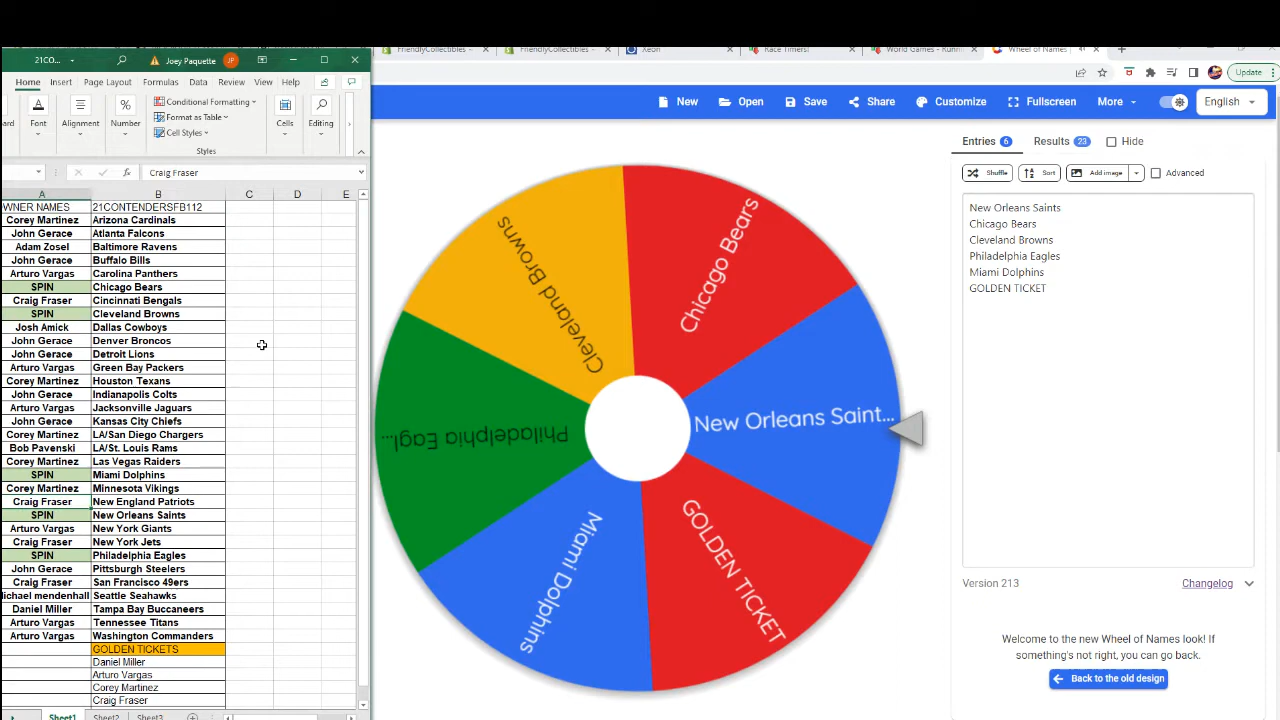 FriendlyCollectibles -
FriendlyCollectibles -
Xeon
Race Timers!
World Games - Runni
Wheel of Names
21CO...
Joey Paquette
JP
Update
Home Insert Page Layout Formulas Data Review View Help
New Open Save Share Customize Fullscreen More English
Font
Alignment
Number
Conditional Formatting
Format as Table
Cell Styles
Styles
Cells
Editing
fx Craig Fraser
A B C D E
WNER NAMES 21CONTENDERSFB112
Corey Martinez Arizona Cardinals
John Gerace Atlanta Falcons
Adam Zosel Baltimore Ravens
John Gerace Buffalo Bills
Arturo Vargas Carolina Panthers
SPIN Chicago Bears
Craig Fraser Cincinnati Bengals
SPIN Cleveland Browns
Josh Amick Dallas Cowboys
John Gerace Denver Broncos
John Gerace Detroit Lions
Arturo Vargas Green Bay Packers
Corey Martinez Houston Texans
John Gerace Indianapolis Colts
Arturo Vargas Jacksonville Jaguars
John Gerace Kansas City Chiefs
Corey Martinez LA/San Diego Chargers
Bob Pavenski LA/St. Louis Rams
Corey Martinez Las Vegas Raiders
SPIN Miami Dolphins
Corey Martinez Minnesota Vikings
Craig Fraser New England Patriots
SPIN New Orleans Saints
Arturo Vargas New York Giants
Craig Fraser New York Jets
SPIN Philadelphia Eagles
John Gerace Pittsburgh Steelers
Craig Fraser San Francisco 49ers
lichael mendenhall Seattle Seahawks
Daniel Miller Tampa Bay Buccaneers
Arturo Vargas Tennessee Titans
Arturo Vargas Washington Commanders
GOLDEN TICKETS
Daniel Miller
Arturo Vargas
Corey Martinez
Craig Fraser
Sheet1 Sheet2 Sheet3
Cleveland Browns
Chicago Bears
New Orleans Saint...
GOLDEN TICKET
Miami Dolphins
Philadelphia Eagl...
Entries 6 Results 23 Hide
Shuffle Sort Add image Advanced
New Orleans Saints
Chicago Bears
Cleveland Browns
Philadelphia Eagles
Miami Dolphins
GOLDEN TICKET
Version 213 Changelog
Welcome to the new Wheel of Names look! If
something's not right, you can go back.
Back to the old design